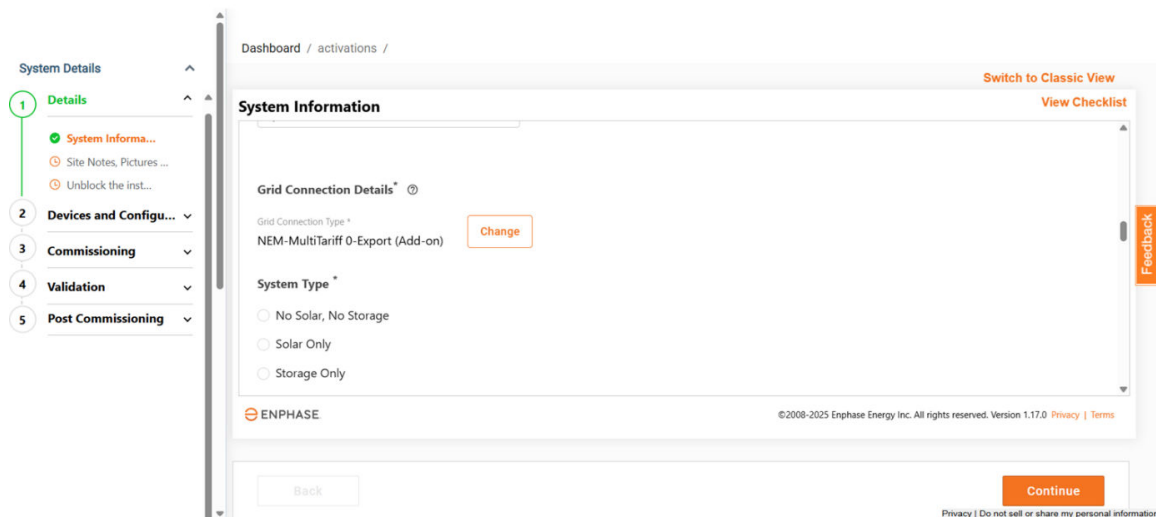 Dashboard / activations /
System Details
Switch to Classic View
1 Details
System Information
View Checklist
System Informa...
Site Notes, Pictures ...
Unblock the inst...
Grid Connection Details* ?
2 Devices and Configu...
Grid Connection Type *
NEM-MultiTariff 0-Export (Add-on)
Change
3 Commissioning
4 Validation
System Type *
5 Post Commissioning
No Solar, No Storage
Solar Only
Storage Only
Feedback
ENPHASE
©2008-2025 Enphase Energy Inc. All rights reserved. Version 1.17.0 Privacy | Terms
Back
Continue
Privacy | Do not sell or share my personal information